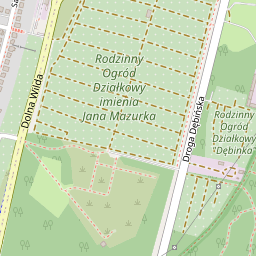 Rodzinny
Ogród
Działkowy
imienia
Jana Mazurka
Dolna Wilda
Droga Dębińska
Rodzinny
Ogród
Działkowy
"Dębinka"